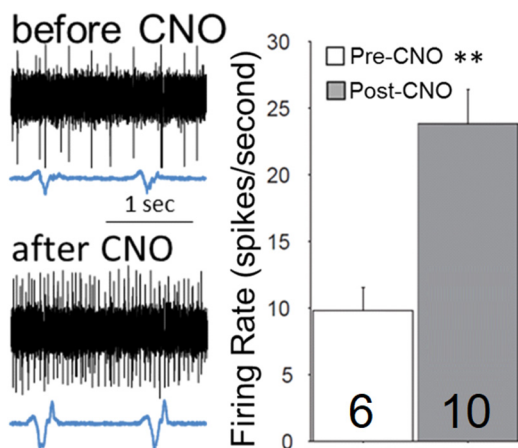 before CNO
1 sec
after CNO
Firing Rate (spikes/second)
30
25
20
15
10
5
0
Pre-CNO **
Post-CNO
6
10